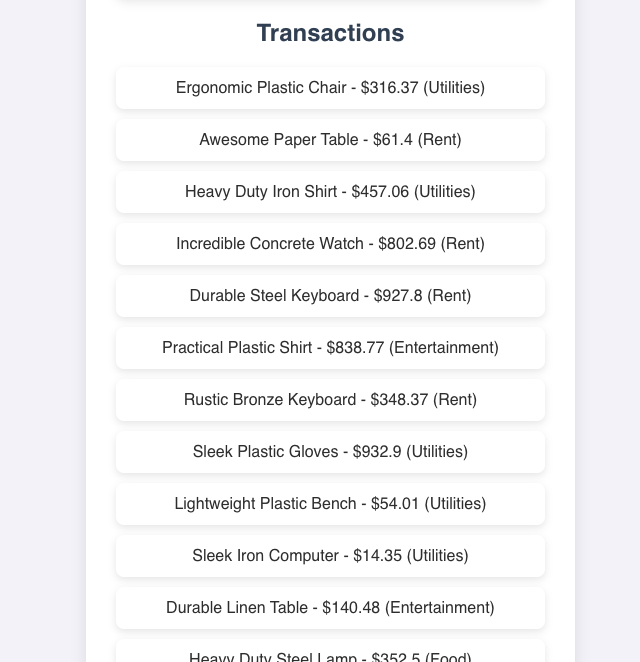 Transactions
Ergonomic Plastic Chair - $316.37 (Utilities)
Awesome Paper Table - $61.4 (Rent)
Heavy Duty Iron Shirt - $457.06 (Utilities)
Incredible Concrete Watch - $802.69 (Rent)
Durable Steel Keyboard - $927.8 (Rent)
Practical Plastic Shirt - $838.77 (Entertainment)
Rustic Bronze Keyboard - $348.37 (Rent)
Sleek Plastic Gloves - $932.9 (Utilities)
Lightweight Plastic Bench - $54.01 (Utilities)
Sleek Iron Computer - $14.35 (Utilities)
Durable Linen Table - $140.48 (Entertainment)
Heavy Duty Steel Lamp - $352.5 (Food)